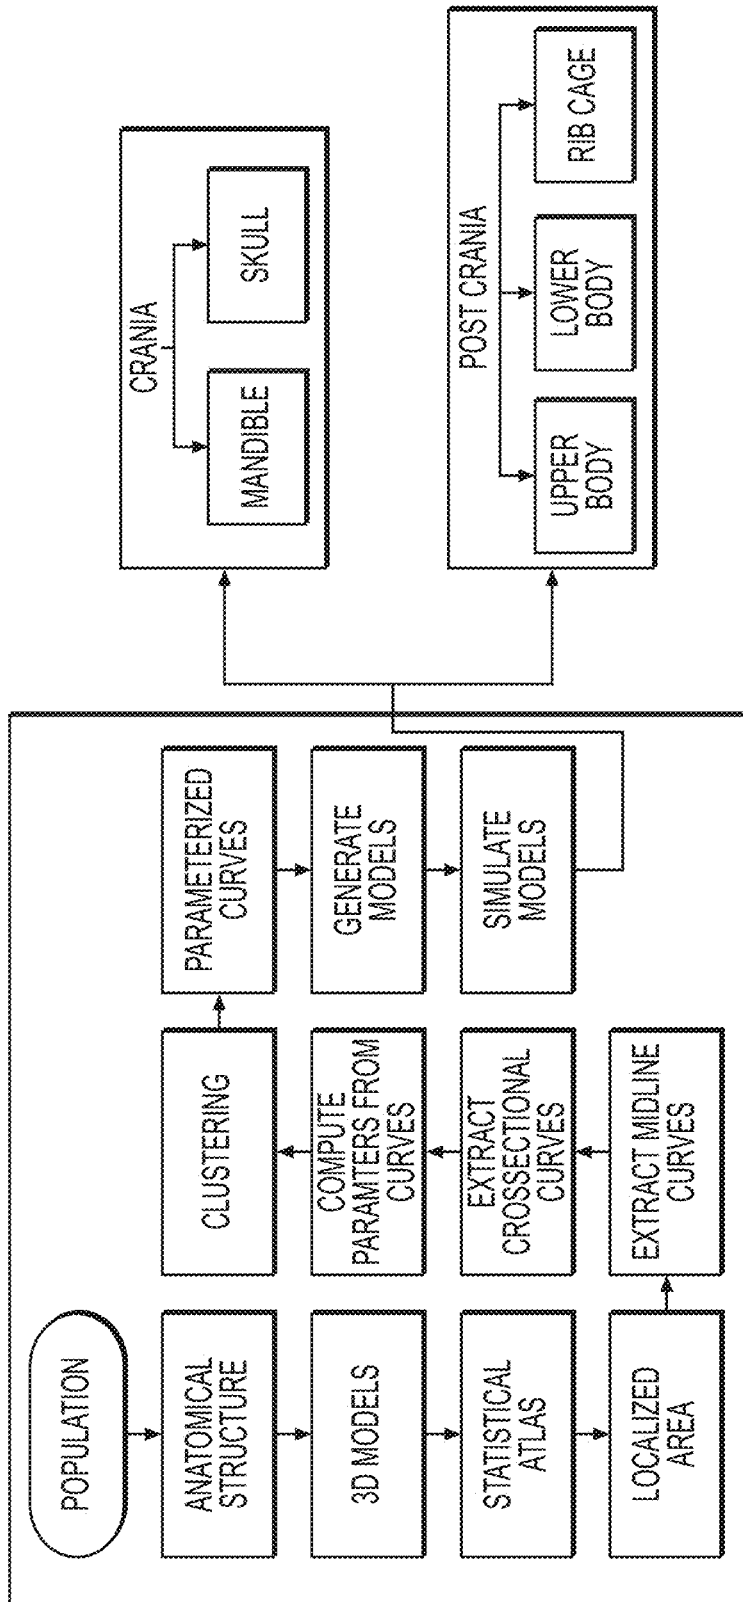 POPULATION
ANATOMICAL
STRUCTURE
3D MODELS
STATISTICAL
ATLAS
LOCALIZED
AREA
EXTRACT MIDLINE
CURVES
EXTRACT
CROSSECTIONAL
CURVES
COMPUTE
PARAMTERS FROM
CURVES
CLUSTERING
PARAMETERIZED
CURVES
GENERATE
MODELS
SIMULATE
MODELS
CRANIA
MANDIBLE
SKULL
POST CRANIA
UPPER
BODY
LOWER
BODY
RIB CAGE